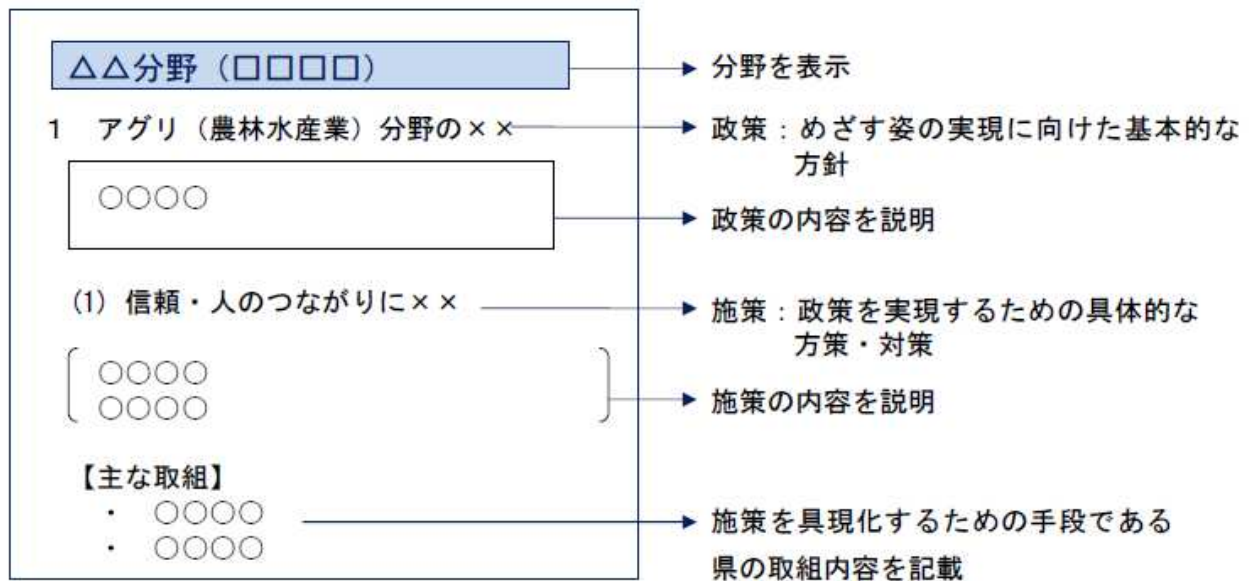 △△分野（□□□□）
分野を表示
1　アグリ（農林水産業）分野の××
政策：めざす姿の実現に向けた基本的な
方針
○○○○
政策の内容を説明
(1) 信頼・人のつながりに××
施策：政策を実現するための具体的な
方策・対策
○○○○
○○○○
施策の内容を説明
【主な取組】
・　○○○○
・　○○○○
施策を具現化するための手段である
県の取組内容を記載